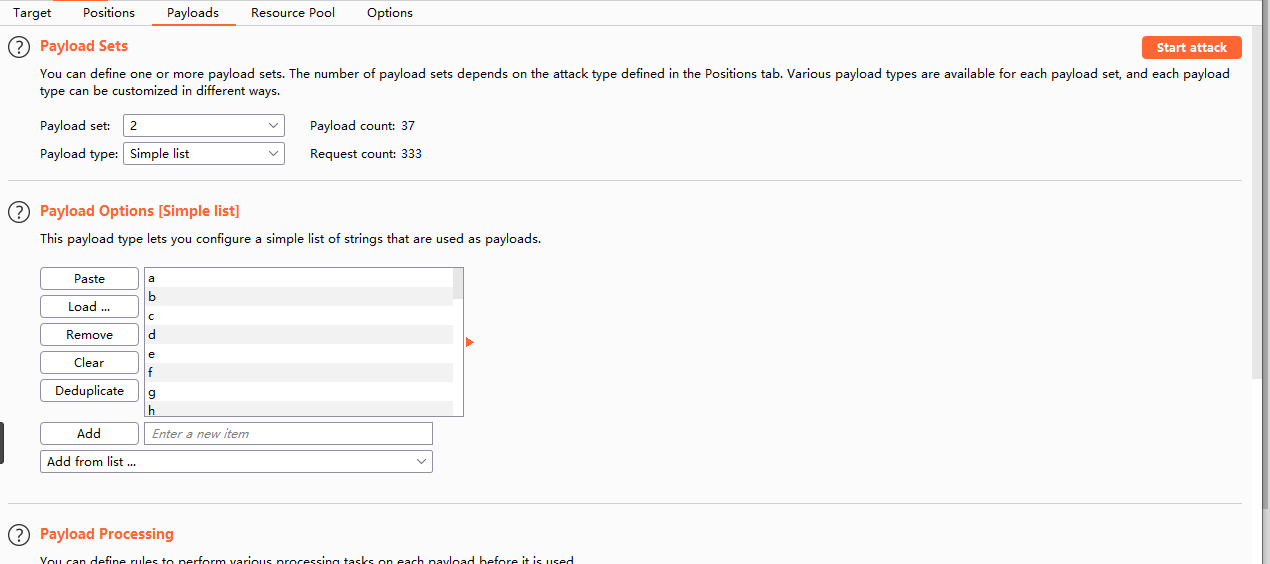 Target Positions Payloads Resource Pool Options
? Payload Sets Start attack
You can define one or more payload sets. The number of payload sets depends on the attack type defined in the Positions tab. Various payload types are available for each payload set, and each payload
type can be customized in different ways.
Payload set: 2 Payload count: 37
Payload type: Simple list Request count: 333
? Payload Options [Simple list]
This payload type lets you configure a simple list of strings that are used as payloads.
Paste
Load ...
Remove
Clear
Deduplicate
a
b
c
d
e
f
g
h
Add Enter a new item
Add from list ...
? Payload Processing
You can define rules to perform various processing tasks on each payload before it is used.